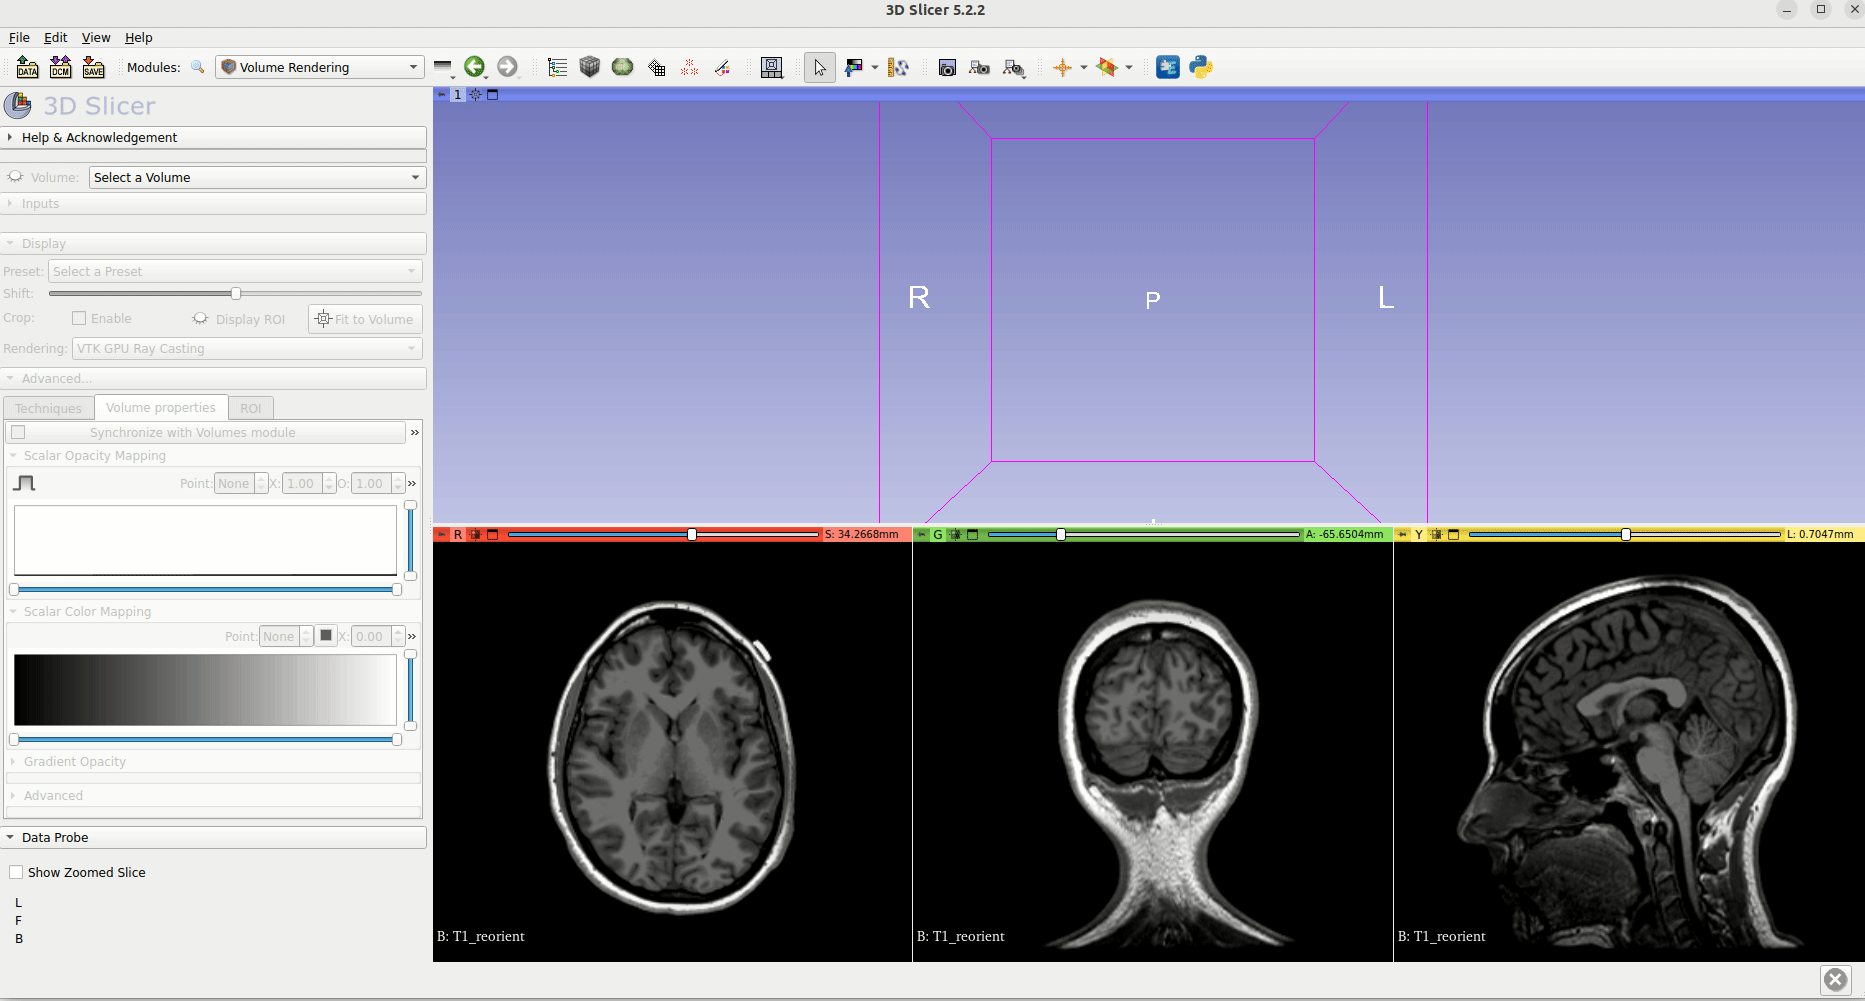 3D Slicer 5.2.2
File Edit View Help
DATA DCM SAVE Modules: Volume Rendering
3D Slicer
Help & Acknowledgement
Volume: Select a Volume
Inputs
Display
Preset: Select a Preset
Shift:
Crop: Enable Display ROI Fit to Volume
Rendering: VTK GPU Ray Casting
Advanced...
Techniques Volume properties ROI
Synchronize with Volumes module »
Scalar Opacity Mapping
Point: None X: 1.00 O: 1.00 »
Scalar Color Mapping
Point: None X: 0.00 »
Gradient Opacity
Advanced
Data Probe
Show Zoomed Slice
L
F
B
1
R P L
R S: 34.2668mm
G A: -65.6504mm
Y L: 0.7047mm
B: T1_reorient
B: T1_reorient
B: T1_reorient